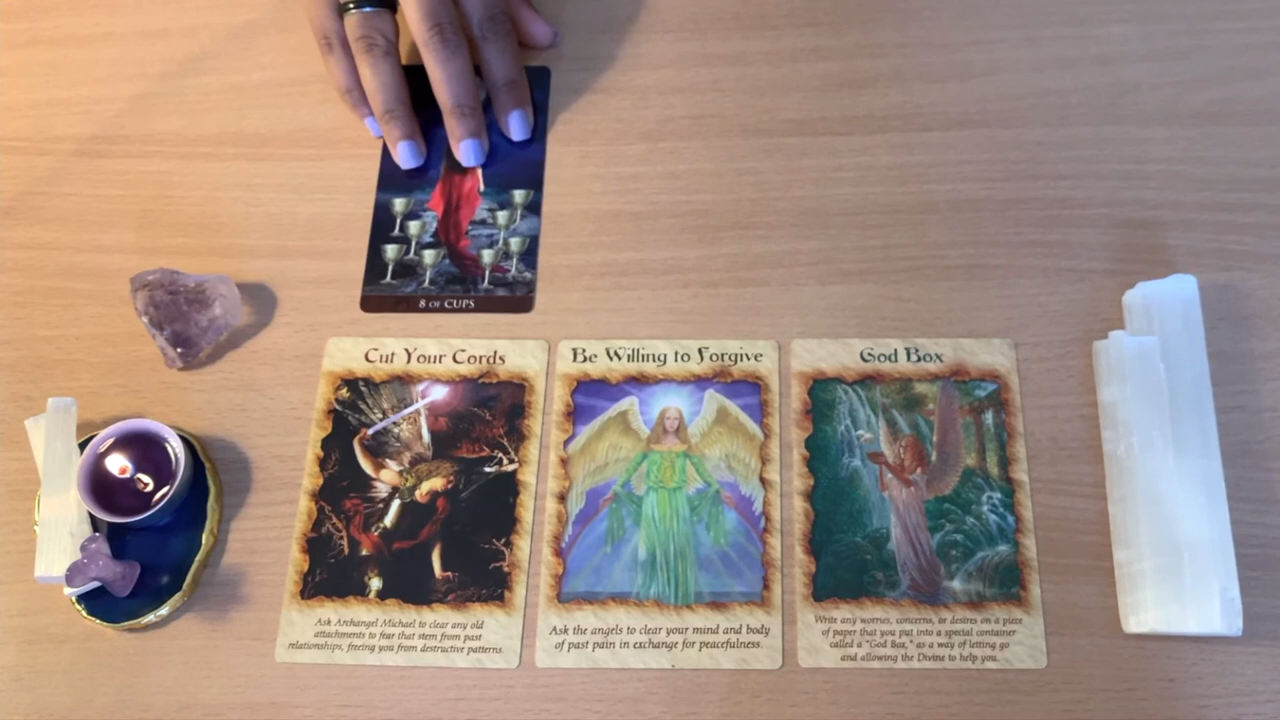 8 OF CUPS
Cut Your Cords
Ask Archangel Michael to clear any old
attachments to fear that stem from past
relationships, freeing you from destructive patterns.
Be Willing to Forgive
Ask the angels to clear your mind and body
of past pain in exchange for peacefulness.
God Box
Write any worries, concerns, or desires on a piece
of paper that you put into a special container
called a "God Box," as a way of letting go
and allowing the Divine to help you.